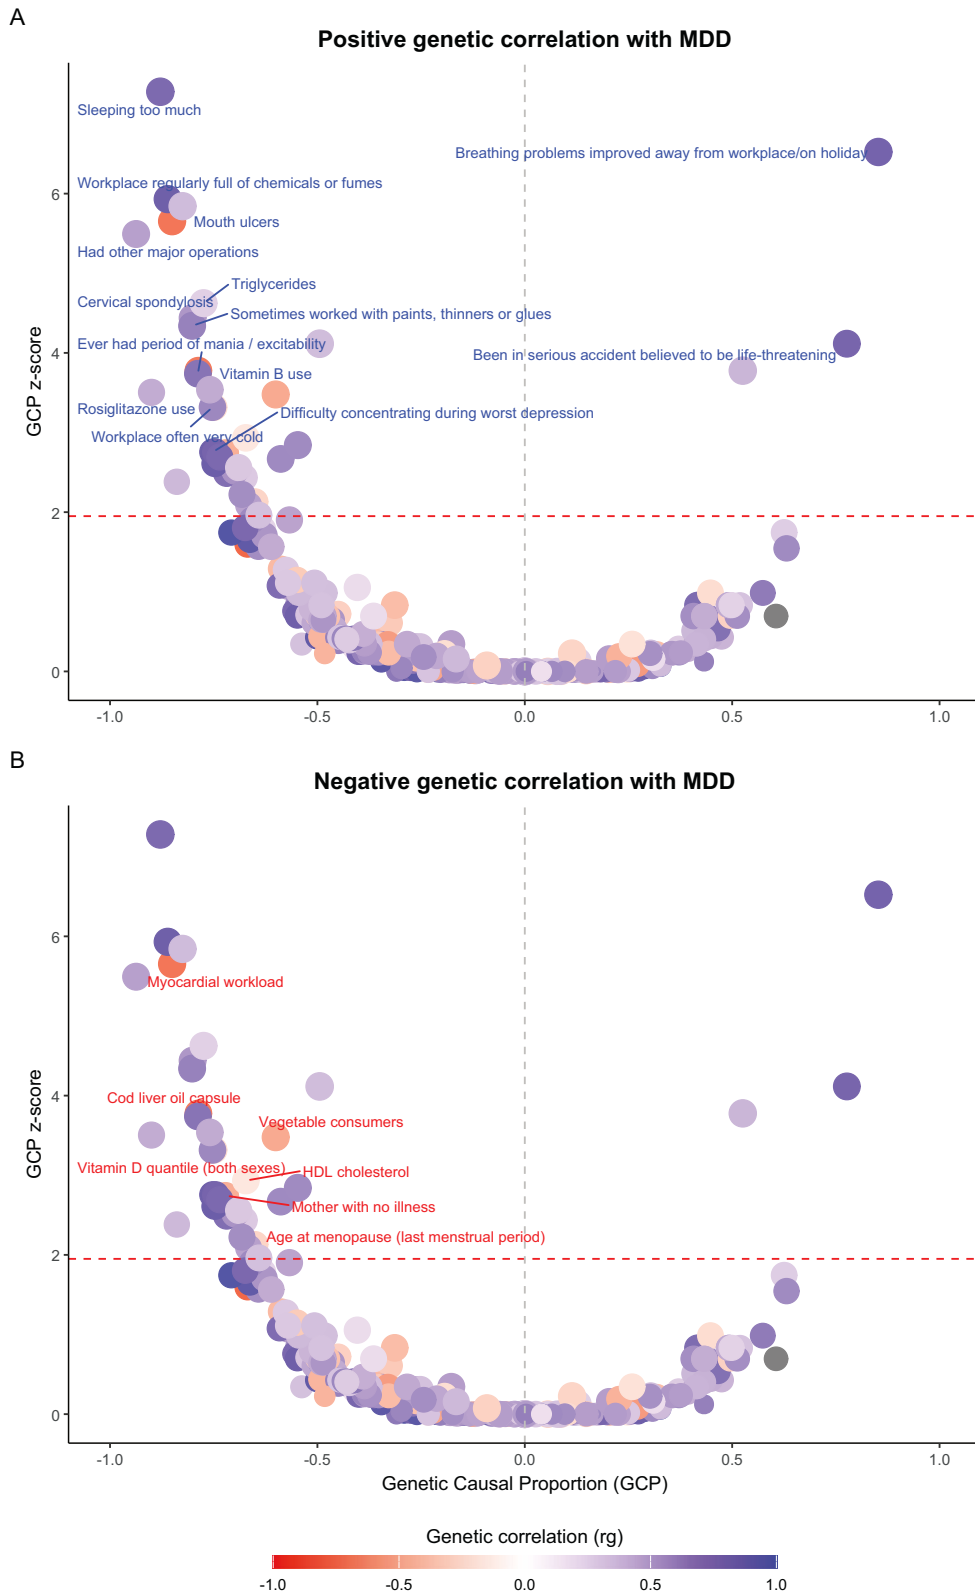 A
Positive genetic correlation with MDD
Sleeping too much
Breathing problems improved away from workplace/on holiday
6
Workplace regularly full of chemicals or fumes
Mouth ulcers
Had other major operations
Triglycerides
Cervical spondylosis
Sometimes worked with paints, thinners or glues
GCP z-score
4
Ever had period of mania / excitability
Been in serious accident believed to be life-threatening
Vitamin B use
Rosiglitazone use
Difficulty concentrating during worst depression
Workplace often very cold
2
0
-1.0 -0.5 0.0 0.5 1.0
B
Negative genetic correlation with MDD
6
Myocardial workload
GCP z-score
4
Cod liver oil capsule
Vegetable consumers
Vitamin D quantile (both sexes)
HDL cholesterol
Mother with no illness
Age at menopause (last menstrual period)
2
0
-1.0 -0.5 0.0 0.5 1.0
Genetic Causal Proportion (GCP)
Genetic correlation (rg)
-1.0 -0.5 0.0 0.5 1.0